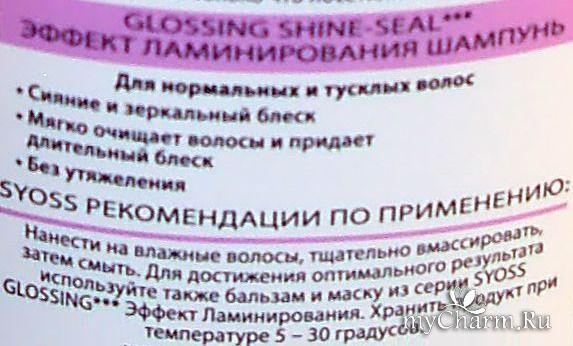 GLOSSING SHINE-SEAL***
ЭФФЕКТ ЛАМИНИРОВАНИЯ ШАМПУНЬ
Для нормальных и тусклых волос
• Сияние и зеркальный блеск
• Мягко очищает волосы и придает
длительный блеск
• Без утяжеления
SYOSS РЕКОМЕНДАЦИИ ПО ПРИМЕНЕНИЮ:
Нанести на влажные волосы, тщательно вмассировать,
затем смыть. Для достижения оптимального результата
используйте также бальзам и маску из серии SYOSS
GLOSSING*** Эффект Ламинирования. Хранить продукт при
температуре 5 – 30 градусов
myCharm.Ru